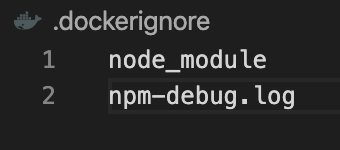 .dockerignore
1 node_module
2 npm-debug.log